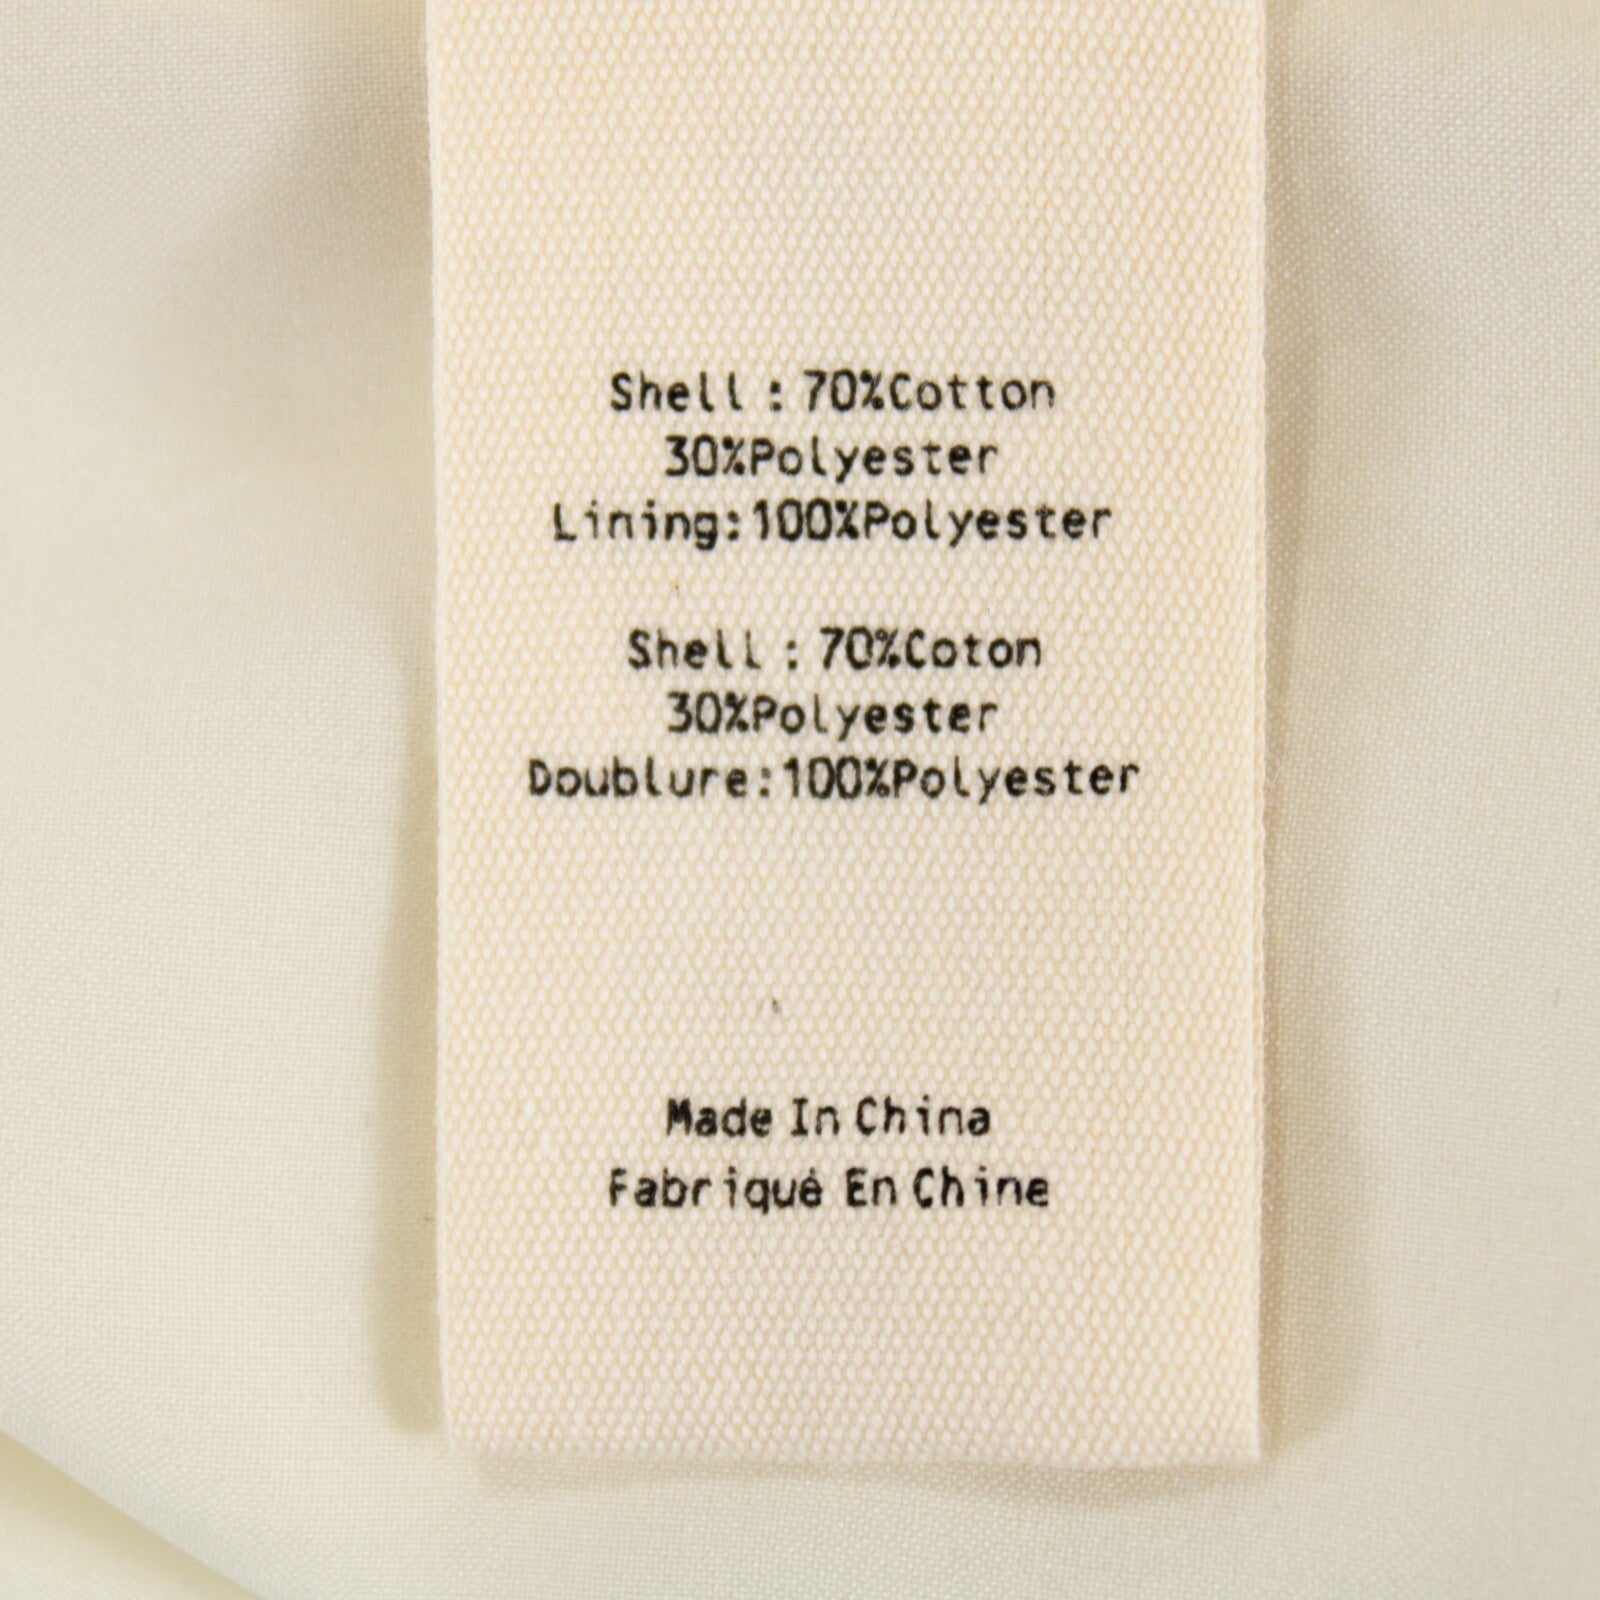 Shell : 70%Cotton
30%Polyester
Lining:100%Polyester
Shell : 70%Coton
30%Polyester
Doublure:100%Polyester
Made In China
Fabriqué En Chine